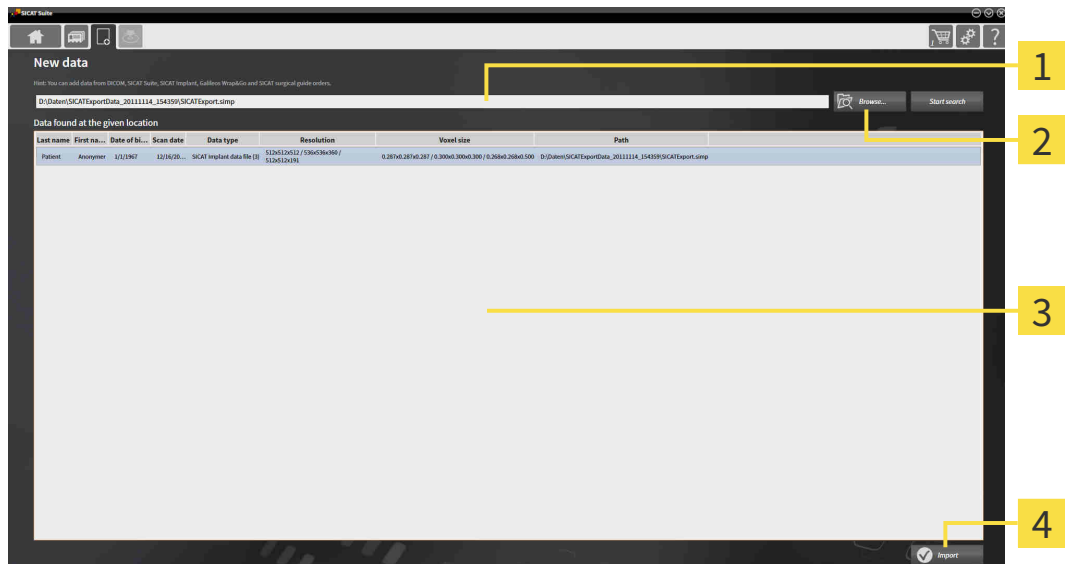 SICAT Suite
New data
Hint: You can add data from DICOM, SICAT Suite, SICAT Implant, Galileos Wrap&Go and SICAT surgical guide orders.
D:\Daten\SICATExportData_20111114_154359\SICATExport.simp
Browse...
Start search
Data found at the given location
Last name First na... Date of bi... Scan date Data type Resolution Voxel size Path
Patient Anonymer 1/1/1967 12/16/20... SICAT Implant data file [3] 512x512x512 / 536x536x360 / 512x512x191 0.287x0.287x0.287 / 0.300x0.300x0.300 / 0.268x0.268x0.500 D:\Daten\SICATExportData_20111114_154359\SICATExport.simp
Import
1
2
3
4